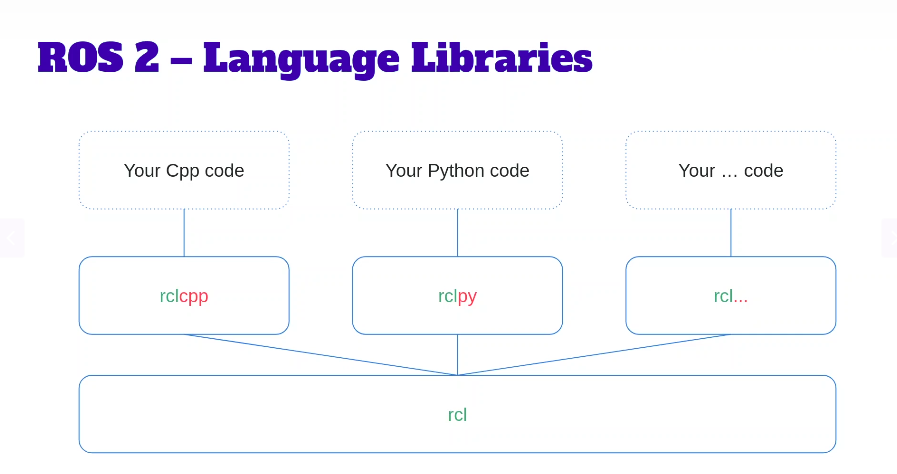 ROS 2 – Language Libraries
Your Cpp code
Your Python code
Your ... code
rclcpp
rclpy
rcl...
rcl